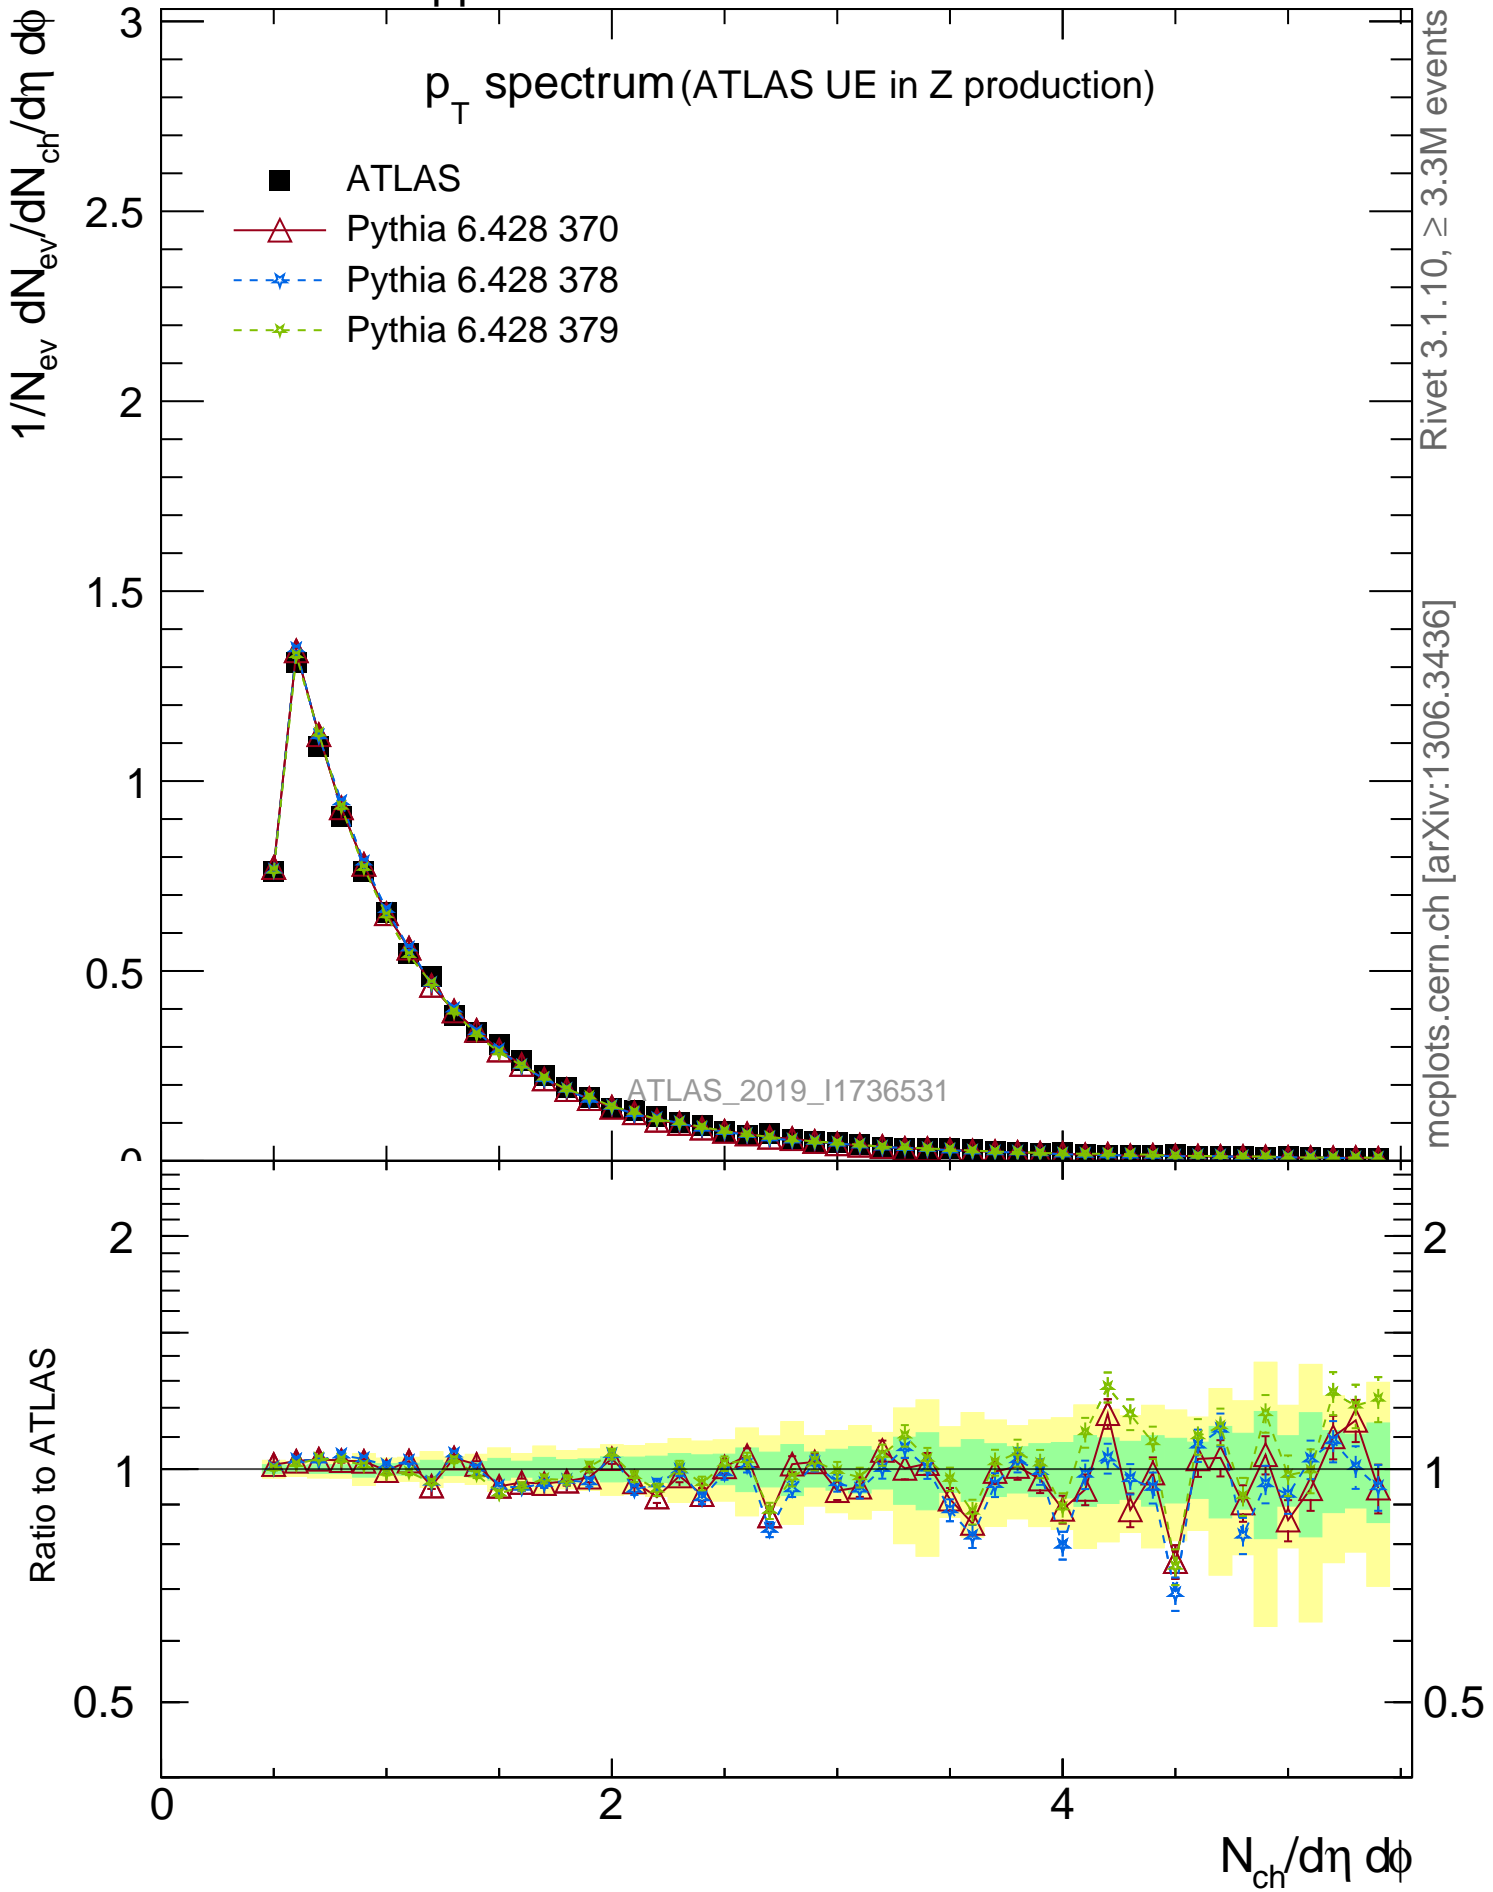 pp
p_T spectrum (ATLAS UE in Z production)
1/N_ev dN_ev/dN_ch/dη dϕ
ATLAS
Pythia 6.428 370
Pythia 6.428 378
Pythia 6.428 379
3
2.5
2
1.5
1
0.5
0
ATLAS_2019_I1736531
Rivet 3.1.10, ≥ 3.3M events
mcplots.cern.ch [arXiv:1306.3436]
Ratio to ATLAS
2
1
0.5
2
1
0.5
0 2 4
N_ch/dη dϕ